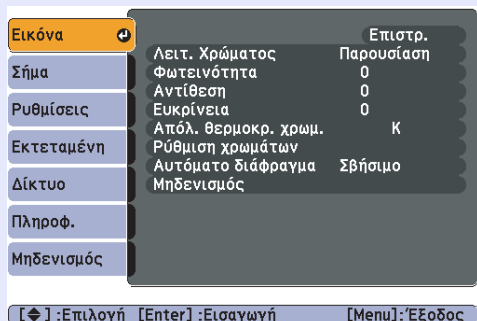 Εικόνα
Σήμα
Ρυθμίσεις
Εκτεταμένη
Δίκτυο
Πληροφ.
Μηδενισμός
Επιστρ.
Λειτ. Χρώματος Παρουσίαση
Φωτεινότητα 0
Αντίθεση 0
Ευκρίνεια 0
Απόλ. θερμοκρ. χρωμ. K
Ρύθμιση χρωμάτων
Αυτόματο διάφραγμα Σβήσιμο
Μηδενισμός
[◆] :Επιλογή [Enter] :Εισαγωγή [Menu]:Έξοδος